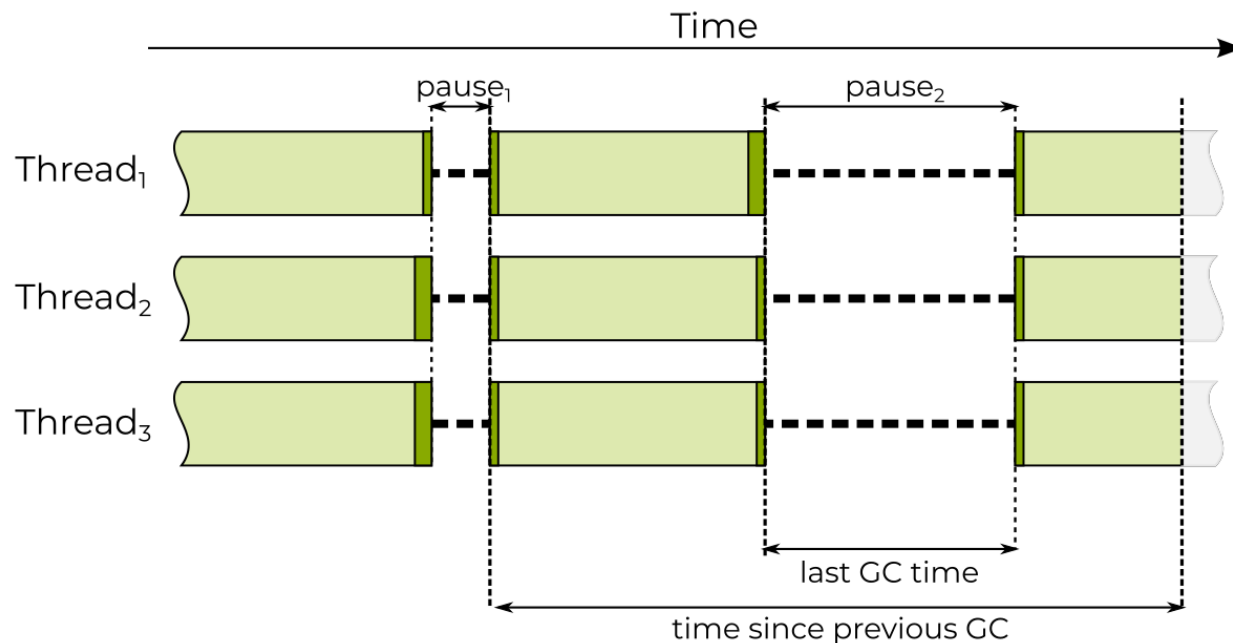 Time
pause₁
pause₂
Thread₁
Thread₂
Thread₃
last GC time
time since previous GC